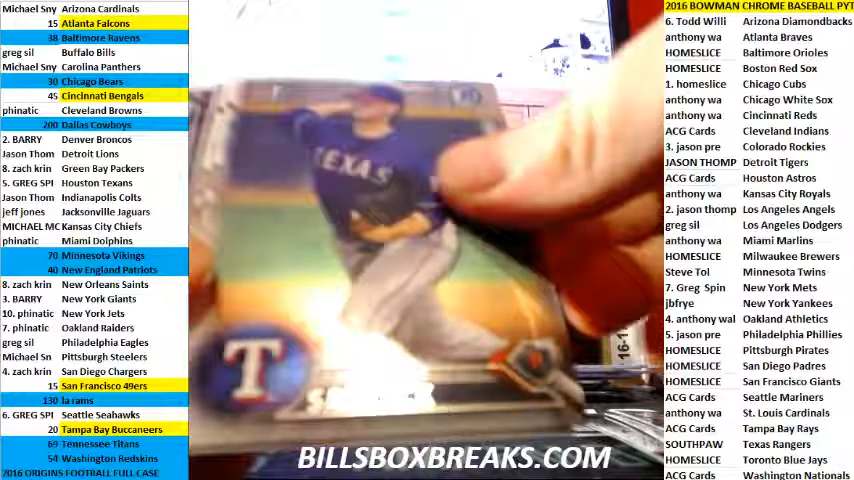 Michael Sny Arizona Cardinals
15 Atlanta Falcons
38 Baltimore Ravens
greg sil Buffalo Bills
Michael Sny Carolina Panthers
30 Chicago Bears
45 Cincinnati Bengals
phinatic Cleveland Browns
200 Dallas Cowboys
2. BARRY Denver Broncos
Jason Thom Detroit Lions
8. zach krin Green Bay Packers
5. GREG SPI Houston Texans
Jason Thom Indianapolis Colts
jeff jones Jacksonville Jaguars
MICHAEL MC Kansas City Chiefs
phinatic Miami Dolphins
70 Minnesota Vikings
40 New England Patriots
8. zach krin New Orleans Saints
3. BARRY New York Giants
10. phinatic New York Jets
7. phinatic Oakland Raiders
greg sil Philadelphia Eagles
Michael Sn Pittsburgh Steelers
4. zach krin San Diego Chargers
15 San Francisco 49ers
130 la rams
6. GREG SPI Seattle Seahawks
20 Tampa Bay Buccaneers
69 Tennessee Titans
54 Washington Redskins
2016 ORIGINS FOOTBALL FULL CASE
TEXAS
T
16-1
BILLSBOXBREAKS.COM
2016 BOWMAN CHROME BASEBALL PYT
6. Todd Willi Arizona Diamondbacks
anthony wa Atlanta Braves
HOMESLICE Baltimore Orioles
HOMESLICE Boston Red Sox
1. homeslice Chicago Cubs
anthony wa Chicago White Sox
anthony wa Cincinnati Reds
ACG Cards Cleveland Indians
3. jason pre Colorado Rockies
JASON THOMP Detroit Tigers
ACG Cards Houston Astros
anthony wa Kansas City Royals
2. jason thomp Los Angeles Angels
greg sil Los Angeles Dodgers
anthony wa Miami Marlins
HOMESLICE Milwaukee Brewers
Steve Tol Minnesota Twins
7. Greg Spin New York Mets
jbfrye New York Yankees
4. anthony wal Oakland Athletics
5. jason pre Philadelphia Phillies
HOMESLICE Pittsburgh Pirates
HOMESLICE San Diego Padres
HOMESLICE San Francisco Giants
ACG Cards Seattle Mariners
anthony wa St. Louis Cardinals
ACG Cards Tampa Bay Rays
SOUTHPAW Texas Rangers
HOMESLICE Toronto Blue Jays
ACG Cards Washington Nationals